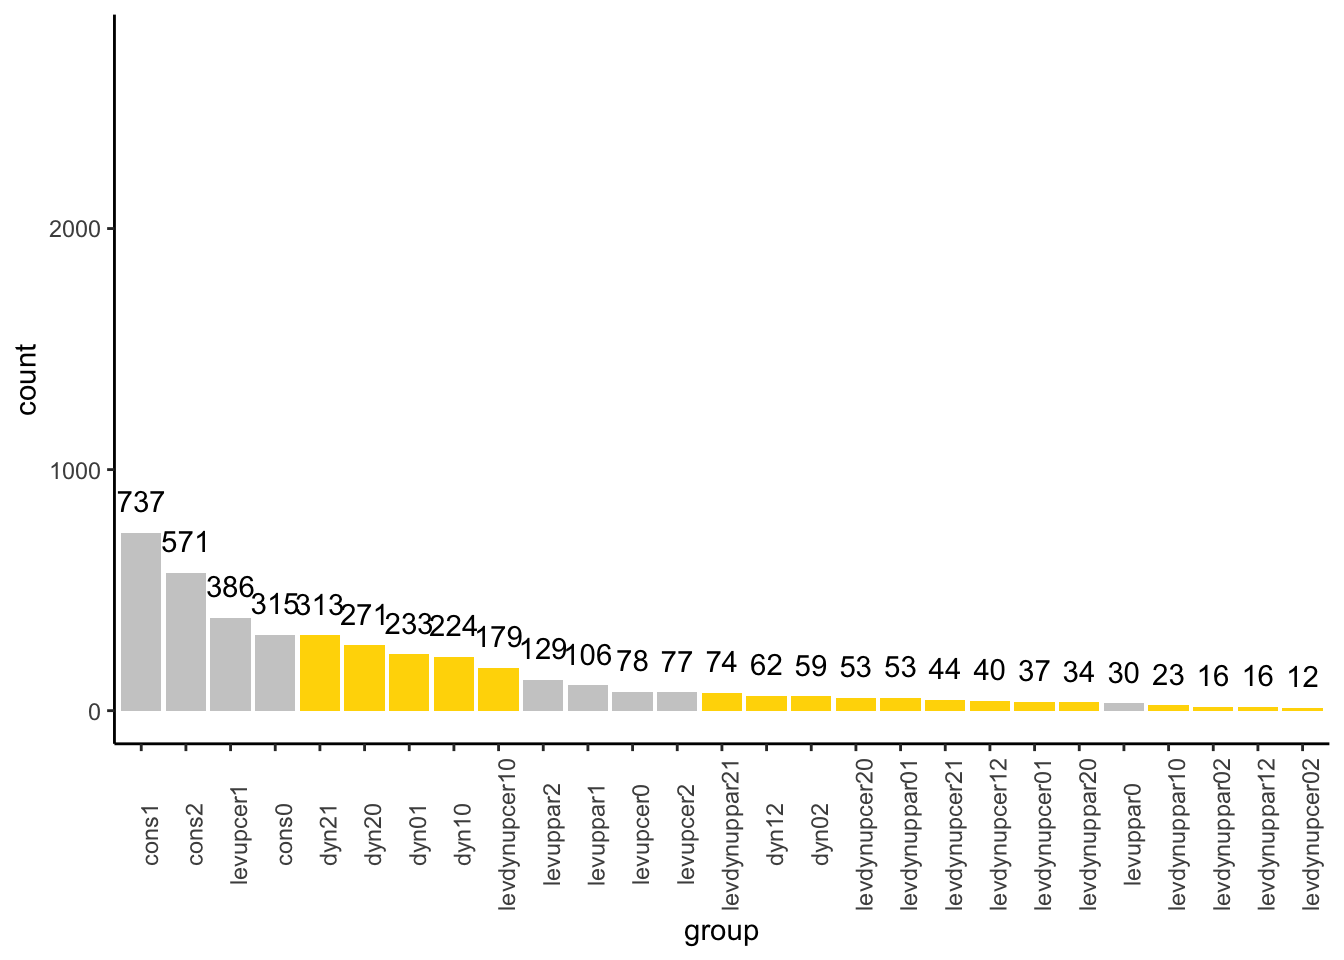 count
2000
1000
0
737
571
386
315
313
271
233
224
179
129
106
78
77
74
62
59
53
53
44
40
37
34
30
23
16
16
12
cons1
cons2
levupcer1
cons0
dyn21
dyn20
dyn01
dyn10
levdynupcer10
levuppar2
levuppar1
levupcer0
levupcer2
levdynuppar21
dyn12
dyn02
levdynupcer20
levdynuppar01
levdynupcer21
levdynupcer12
levdynupcer01
levdynuppar20
levuppar0
levdynuppar10
levdynuppar02
levdynuppar12
levdynupcer02
group